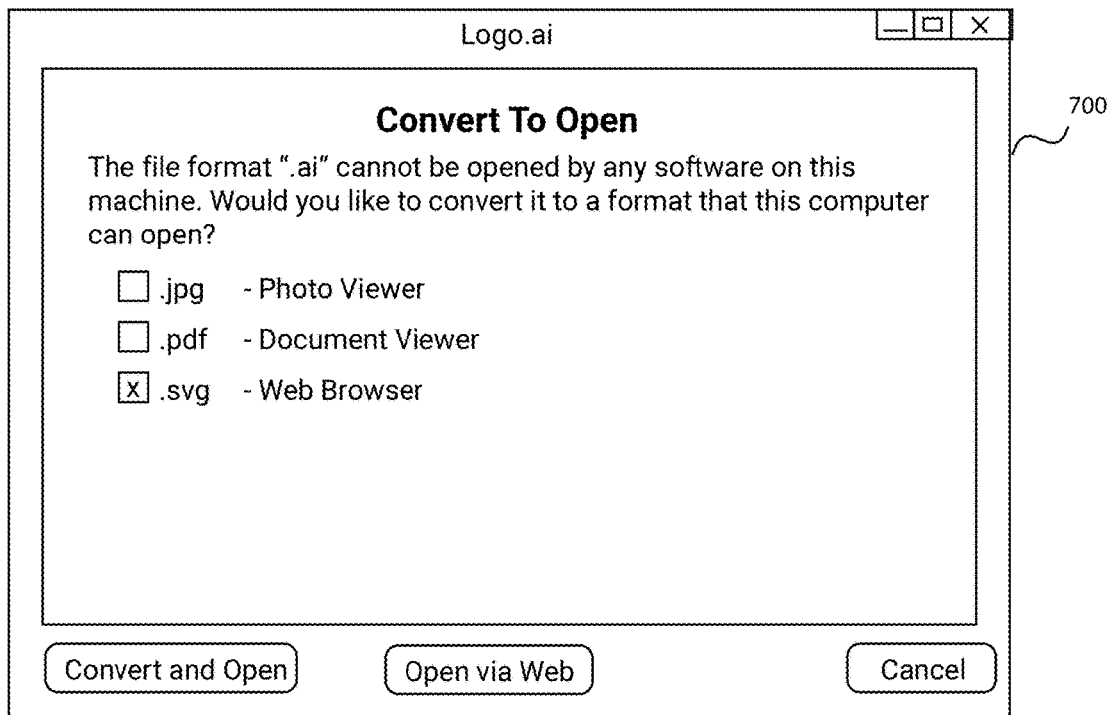 Logo.ai
700
Convert To Open
The file format “.ai” cannot be opened by any software on this
machine. Would you like to convert it to a format that this computer
can open?
.jpg - Photo Viewer
.pdf - Document Viewer
x .svg - Web Browser
Convert and Open Open via Web Cancel